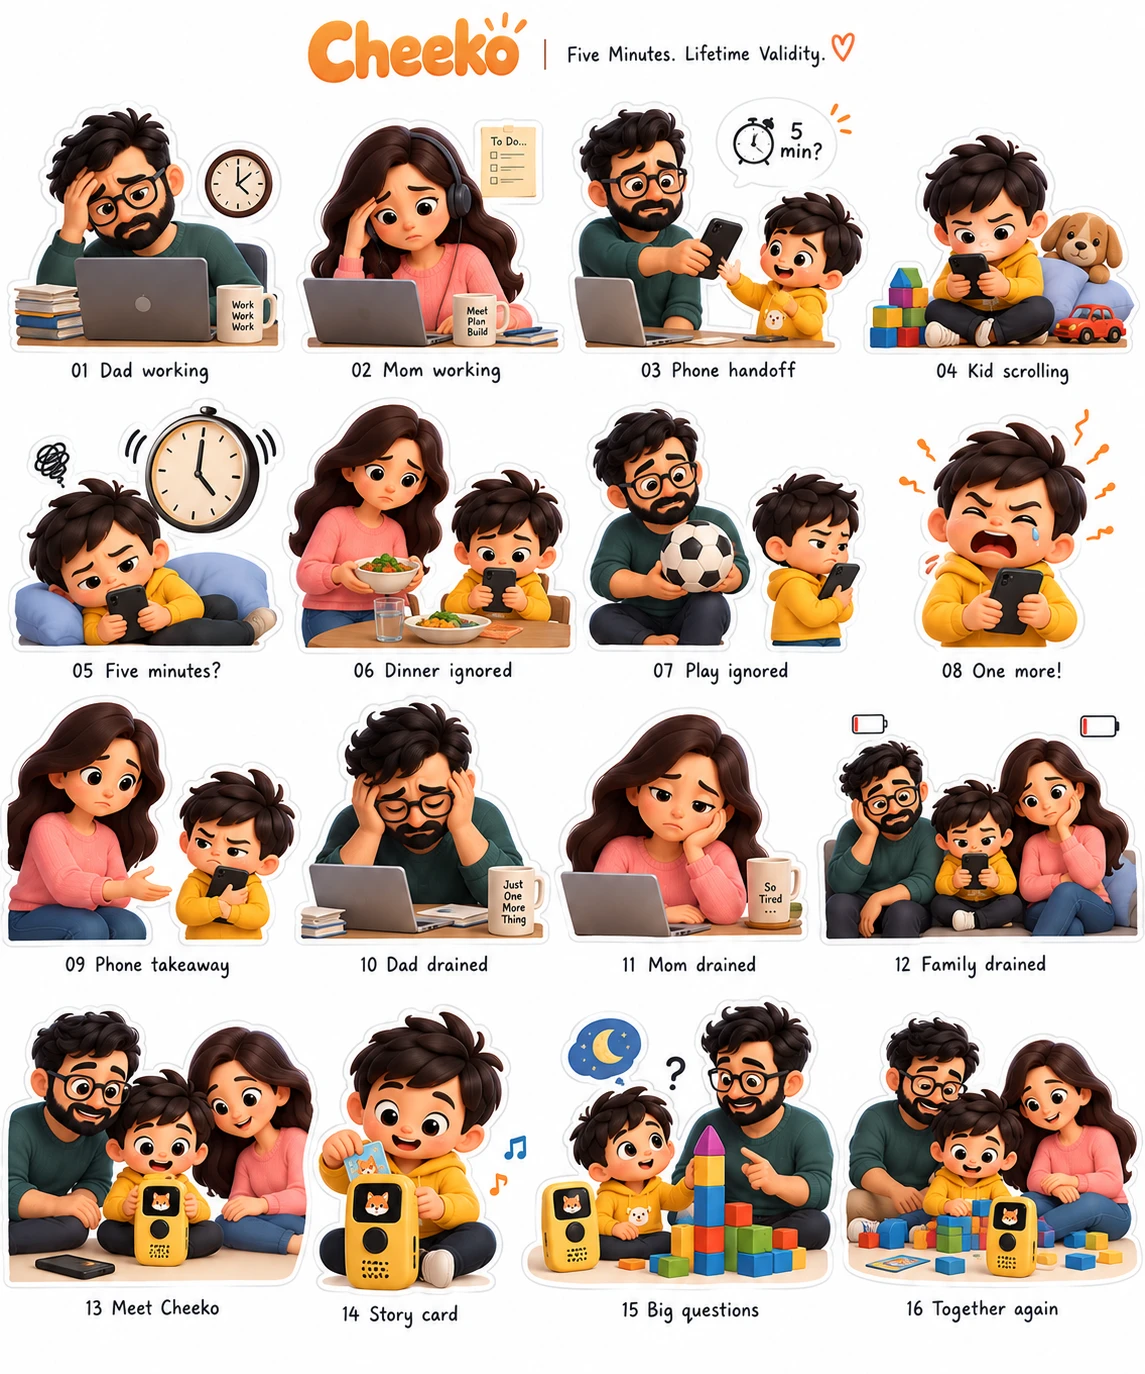 Cheeko
Five Minutes. Lifetime Validity.
Work
Work
Work
01 Dad working
To Do...
Meet
Plan
Build
02 Mom working
5
min?
03 Phone handoff
04 Kid scrolling
05 Five minutes?
06 Dinner ignored
07 Play ignored
08 One more!
09 Phone takeaway
Just
One
More
Thing
10 Dad drained
So
Tired
...
11 Mom drained
12 Family drained
13 Meet Cheeko
14 Story card
?
15 Big questions
16 Together again